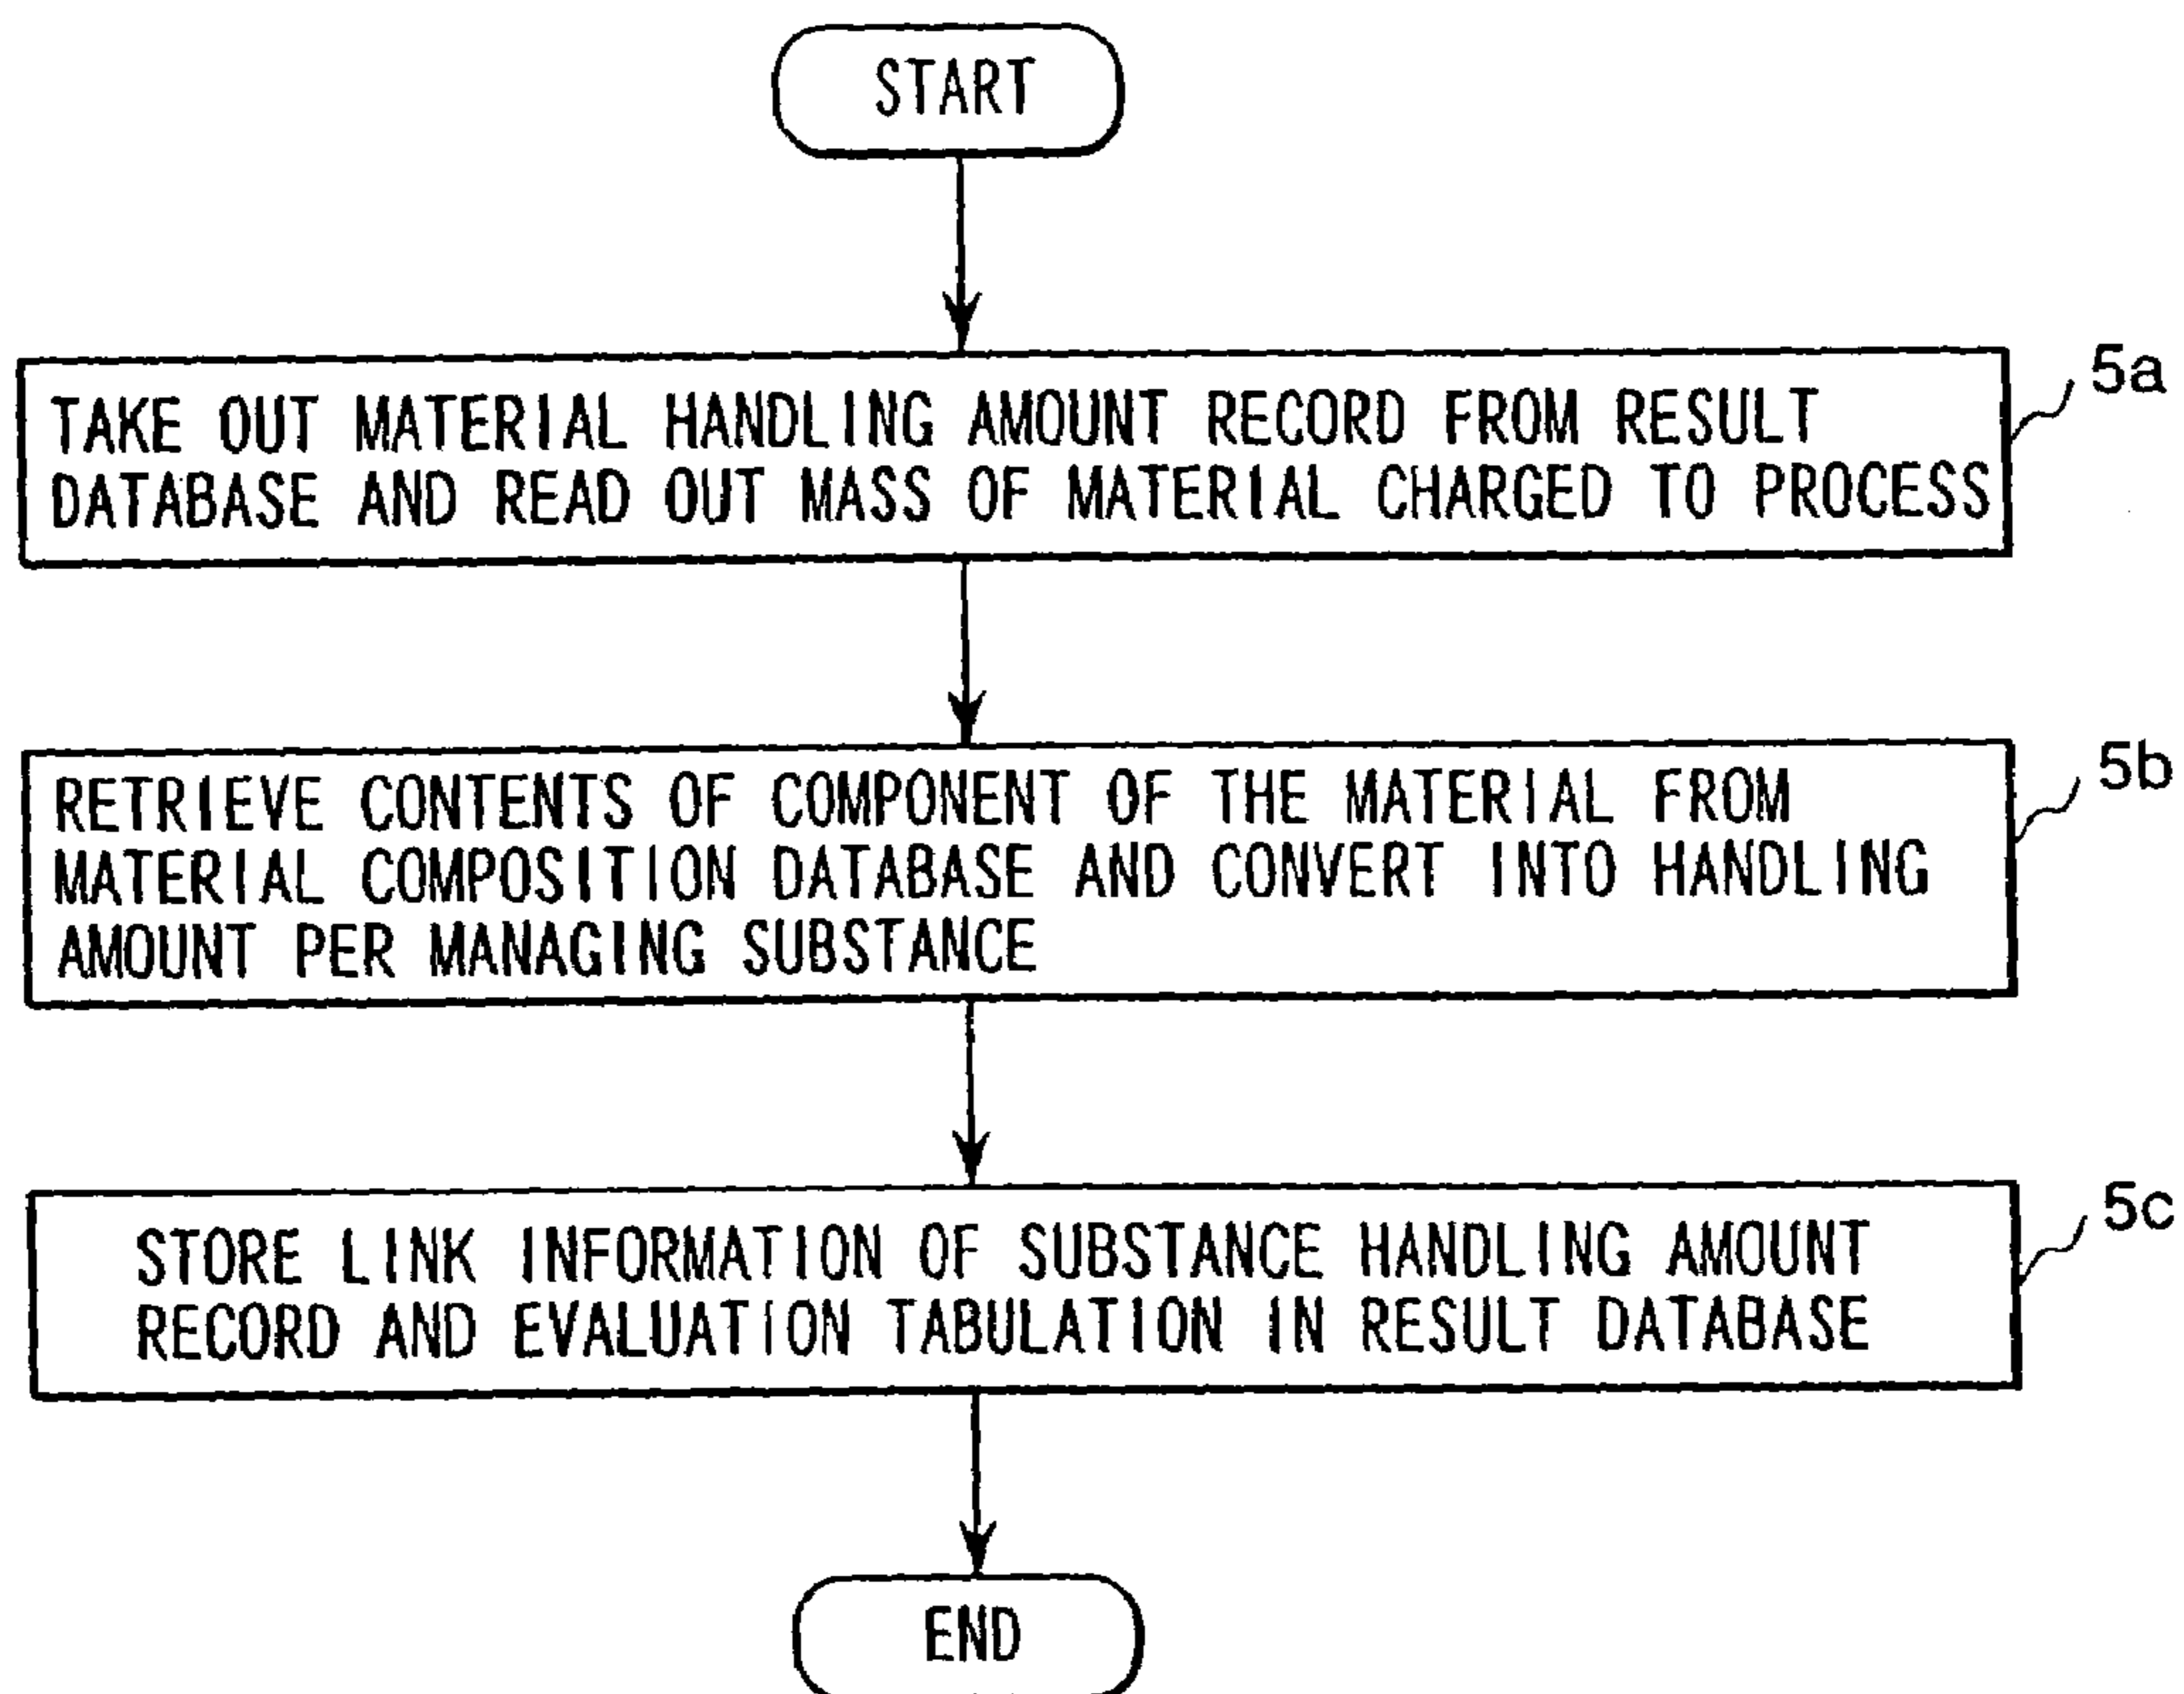 START
TAKE OUT MATERIAL HANDLING AMOUNT RECORD FROM RESULT
DATABASE AND READ OUT MASS OF MATERIAL CHARGED TO PROCESS
5a
RETRIEVE CONTENTS OF COMPONENT OF THE MATERIAL FROM
MATERIAL COMPOSITION DATABASE AND CONVERT INTO HANDLING
AMOUNT PER MANAGING SUBSTANCE
5b
STORE LINK INFORMATION OF SUBSTANCE HANDLING AMOUNT
RECORD AND EVALUATION TABULATION IN RESULT DATABASE
5c
END